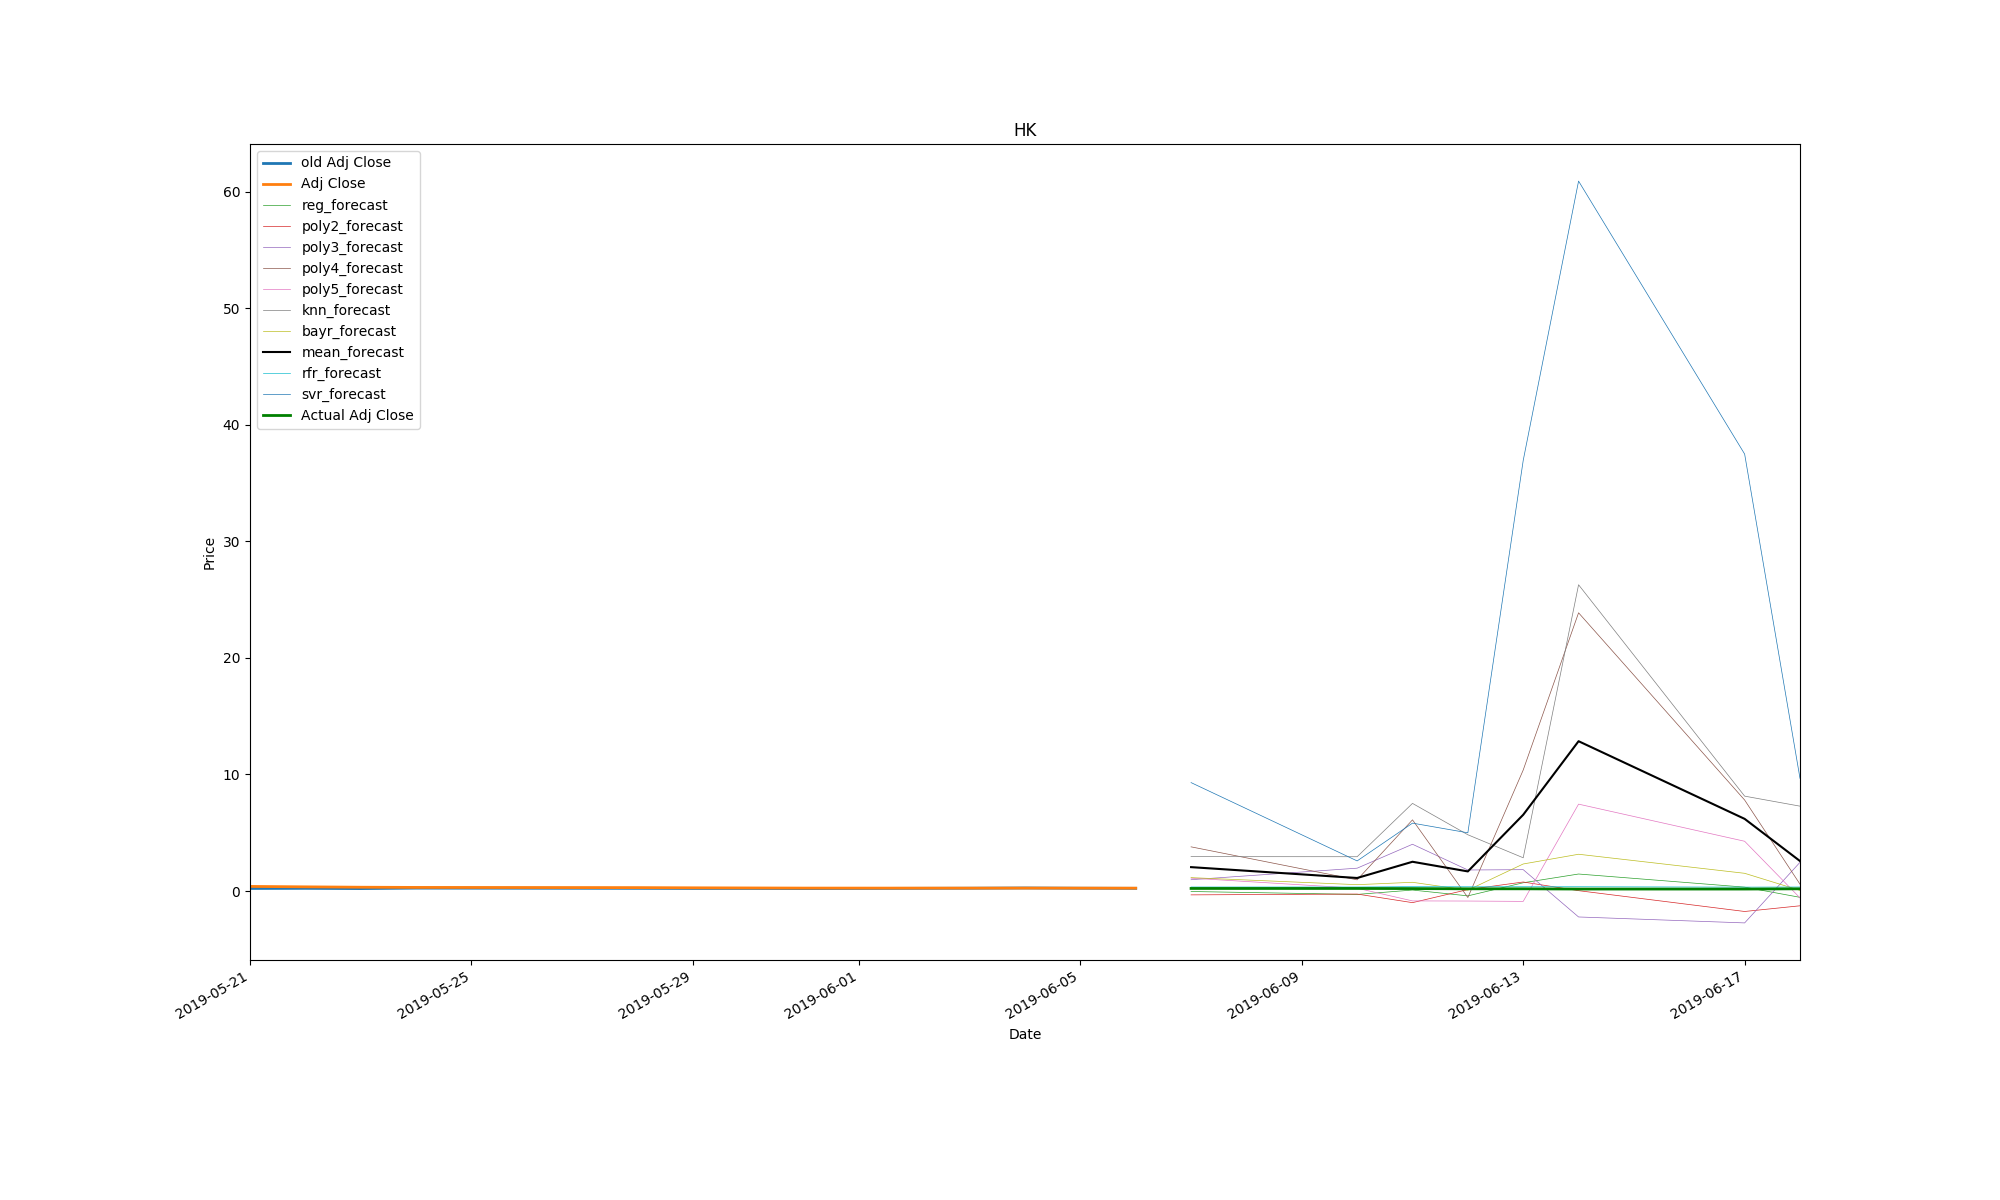 HK
old Adj Close
Adj Close
reg_forecast
poly2_forecast
poly3_forecast
poly4_forecast
poly5_forecast
knn_forecast
bayr_forecast
mean_forecast
rfr_forecast
svr_forecast
Actual Adj Close
60
50
40
30
20
10
0
Price
2019-05-21
2019-05-25
2019-05-29
2019-06-01
2019-06-05
2019-06-09
2019-06-13
2019-06-17
Date